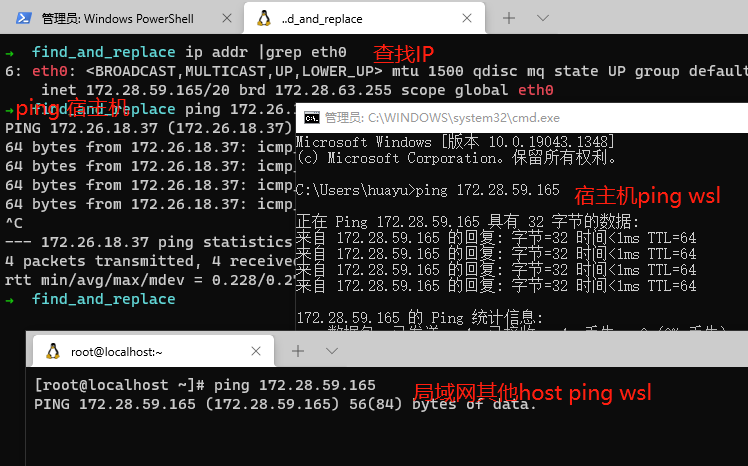 管理员: Windows PowerShell
..d_and_replace
→ find_and_replace ip addr |grep eth0
查找IP
6: eth0: <BROADCAST,MULTICAST,UP,LOWER_UP> mtu 1500 qdisc mq state UP group default
inet 172.28.59.165/20 brd 172.28.63.255 scope global eth0
ping 宿主机
→ find_and_replace ping 172.26.
PING 172.26.18.37 (172.26.18.37)
64 bytes from 172.26.18.37: icmp_
64 bytes from 172.26.18.37: icmp_
64 bytes from 172.26.18.37: icmp_
64 bytes from 172.26.18.37: icmp_
^C
--- 172.26.18.37 ping statistics
4 packets transmitted, 4 received
rtt min/avg/max/mdev = 0.228/0.2
→ find_and_replace
管理员: C:\WINDOWS\system32\cmd.exe
Microsoft Windows [版本 10.0.19043.1348]
(c) Microsoft Corporation。保留所有权利。
C:\Users\huayu>ping 172.28.59.165
宿主机ping wsl
正在 Ping 172.28.59.165 具有 32 字节的数据:
来自 172.28.59.165 的回复: 字节=32 时间<1ms TTL=64
来自 172.28.59.165 的回复: 字节=32 时间<1ms TTL=64
来自 172.28.59.165 的回复: 字节=32 时间<1ms TTL=64
来自 172.28.59.165 的回复: 字节=32 时间<1ms TTL=64
172.28.59.165 的 Ping 统计信息:
root@localhost:~
[root@localhost ~]# ping 172.28.59.165
局域网其他host ping wsl
PING 172.28.59.165 (172.28.59.165) 56(84) bytes of data.